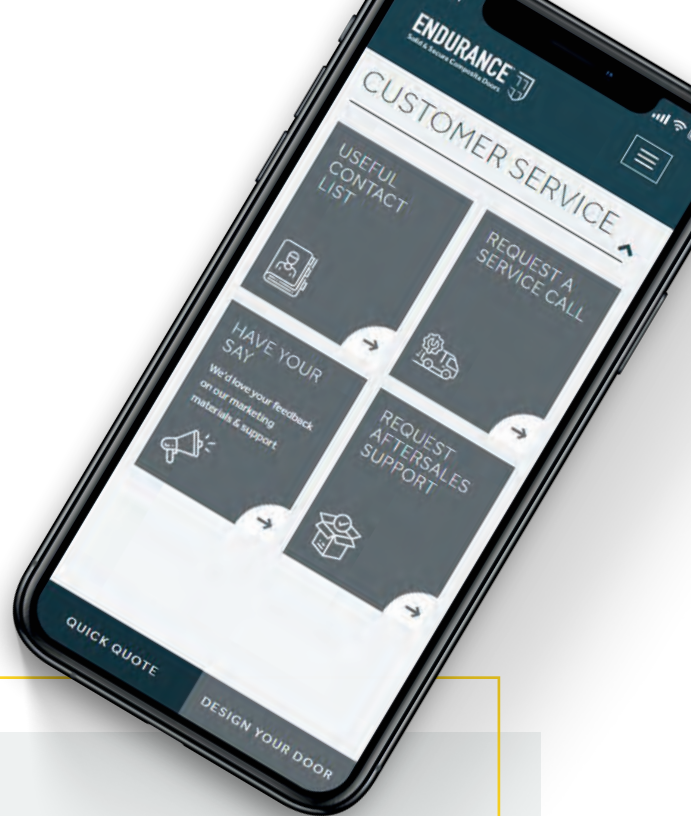 ENDURANCE
Solid & Secure Composite Doors
CUSTOMER SERVICE
USEFUL
CONTACT
LIST
REQUEST A
SERVICE CALL
HAVE YOUR
SAY
We'd love your feedback
on our marketing
materials & support
REQUEST
AFTERSALES
SUPPORT
QUICK QUOTE
DESIGN YOUR DOOR